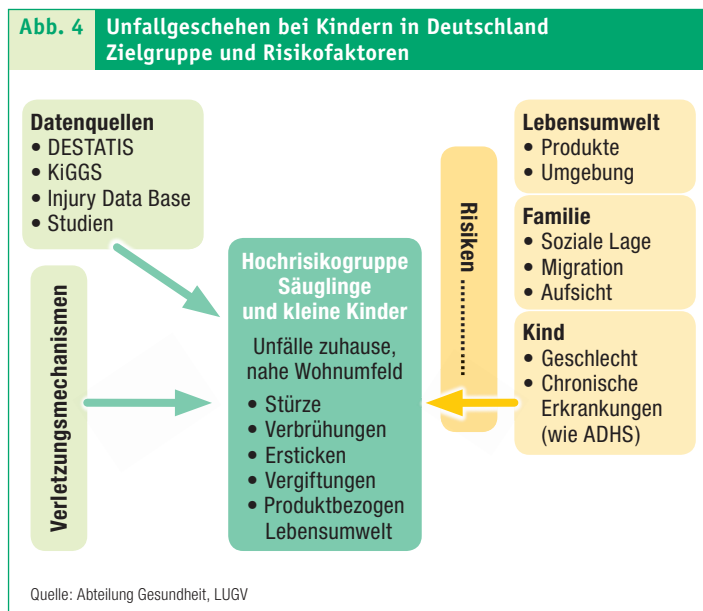 Abb. 4
Unfallgeschehen bei Kindern in Deutschland
Zielgruppe und Risikofaktoren
Datenquellen
• DESTATIS
• KiGGS
• Injury Data Base
• Studien
Verletzungsmechanismen
Hochrisikogruppe
Säuglinge
und kleine Kinder
Unfälle zuhause,
nahe Wohnumfeld
• Stürze
• Verbrühungen
• Ersticken
• Vergiftungen
• Produktbezogen
Lebensumwelt
Risiken ................
Lebensumwelt
• Produkte
• Umgebung
Familie
• Soziale Lage
• Migration
• Aufsicht
Kind
• Geschlecht
• Chronische
Erkrankungen
(wie ADHS)
Quelle: Abteilung Gesundheit, LUGV